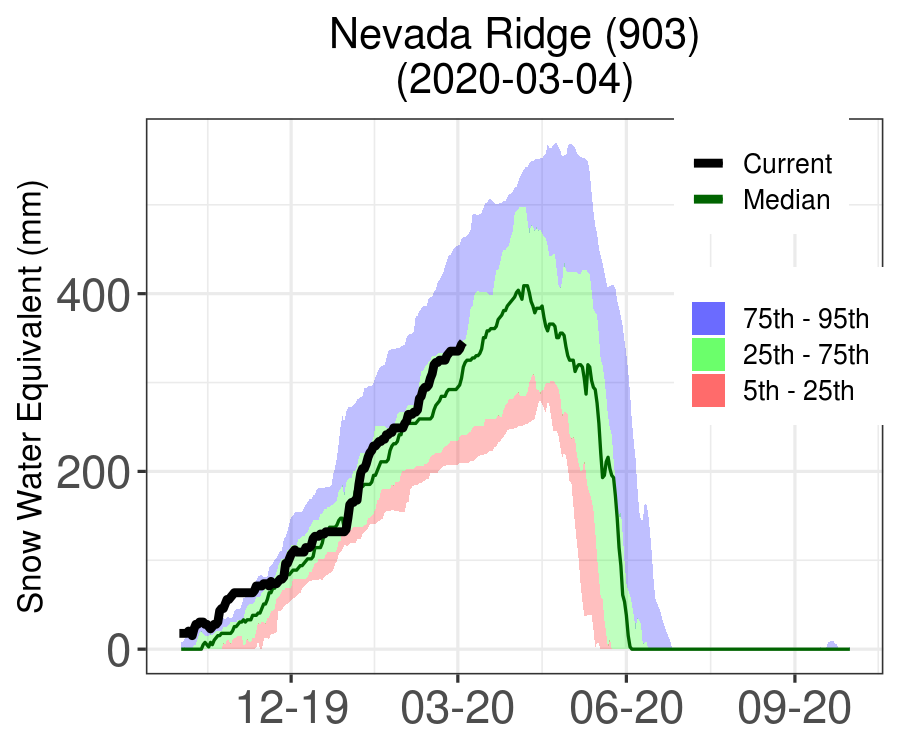 Nevada Ridge (903)
(2020-03-04)
Snow Water Equivalent (mm)
400
200
0
12-19
03-20
06-20
09-20
Current
Median
75th - 95th
25th - 75th
5th - 25th